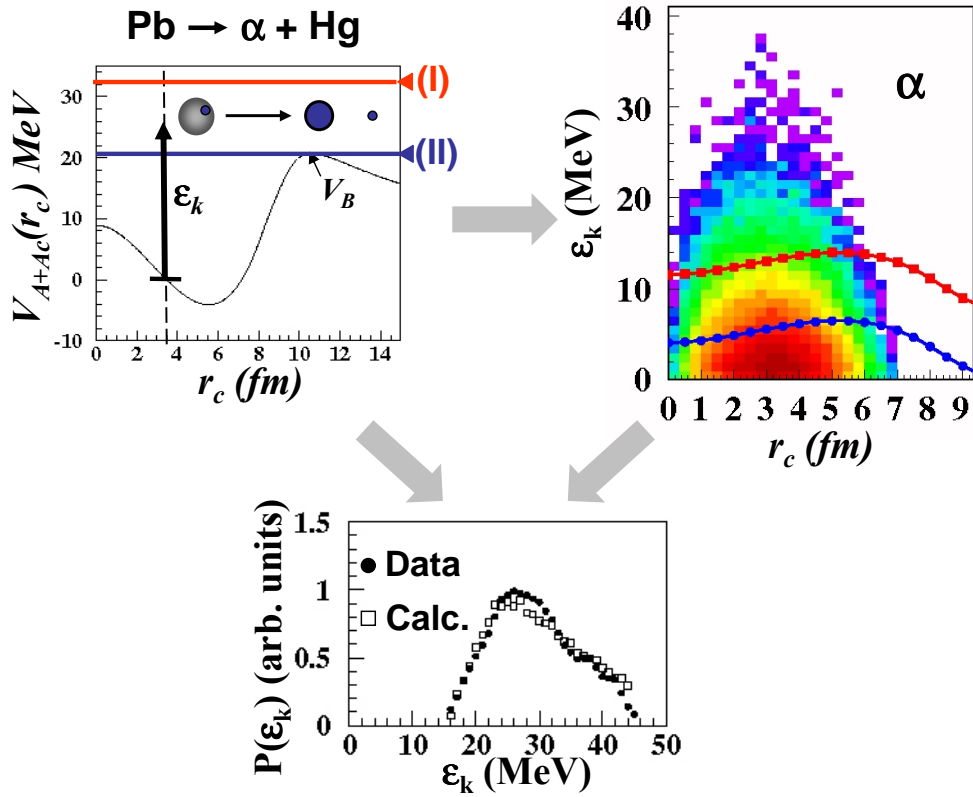 Pb → α + Hg
V_{A+Ac}(r_c) MeV
30
20
10
0
-10
0 2 4 6 8 10 12 14
r_c (fm)
(I)
(II)
ε_k
V_B
ε_k (MeV)
40
30
20
10
0
0 1 2 3 4 5 6 7 8 9
r_c (fm)
α
P(ε_k) (arb. units)
1.5
1
0.5
0
0 10 20 30 40 50
ε_k (MeV)
Data
Calc.